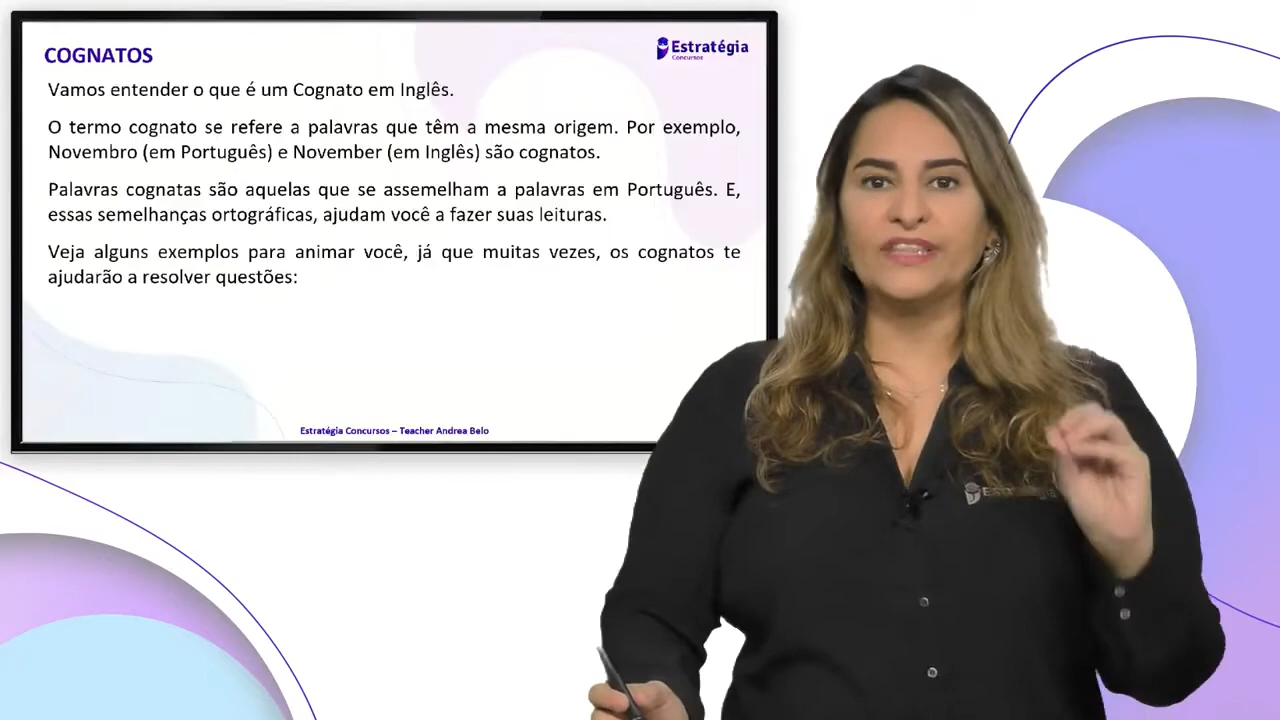 COGNATOS
Estratégia
Concursos
Vamos entender o que é um Cognato em Inglês.
O termo cognato se refere a palavras que têm a mesma origem. Por exemplo,
Novembro (em Português) e November (em Inglês) são cognatos.
Palavras cognatas são aquelas que se assemelham a palavras em Português. E,
essas semelhanças ortográficas, ajudam você a fazer suas leituras.
Veja alguns exemplos para animar você, já que muitas vezes, os cognatos te
ajudarão a resolver questões:
Estratégia Concursos – Teacher Andrea Belo